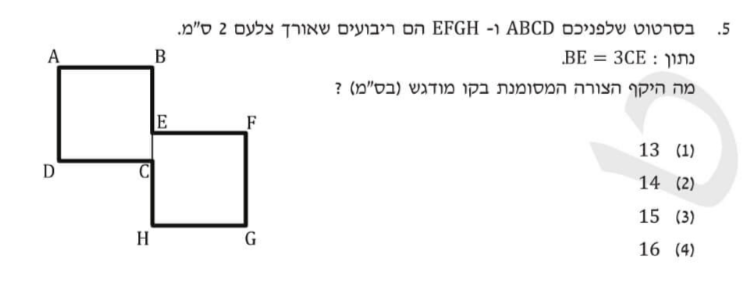 5. בסרטוט שלפניכם ABCD ו- EFGH הם ריבועים שאורך צלעם 2 ס"מ.
נתון : BE = 3CE.
מה היקף הצורה המסומנת בקו מודגש (בס"מ) ?
(1) 13
(2) 14
(3) 15
(4) 16
A B
E F
D C
H G